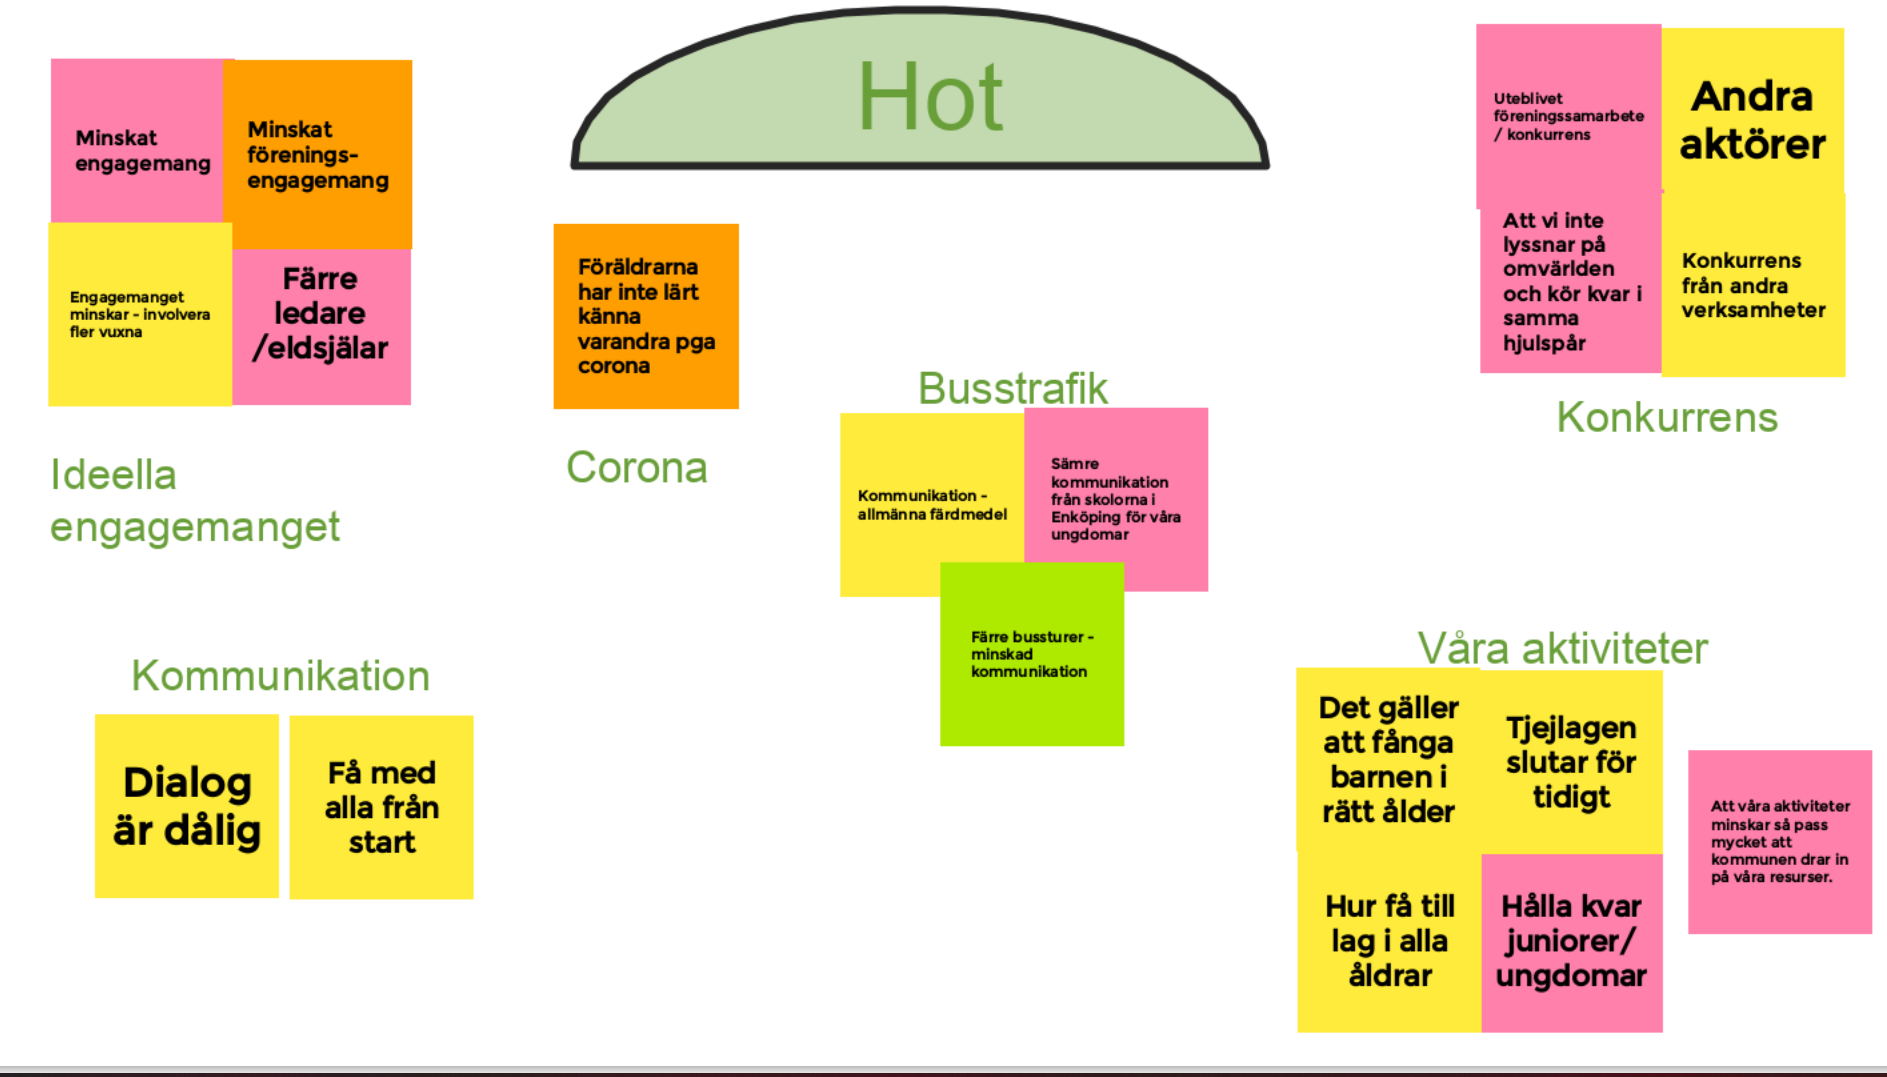 Hot
Minskat
engagemang
Minskat
förenings-
engagemang
Engagemanget
minskar - involvera
fler vuxna
Färre
ledare
/eldsjälar
Ideella
engagemanget
Föräldrarna
har inte lärt
känna
varandra pga
corona
Corona
Busstrafik
Kommunikation -
allmänna färdmedel
Sämre
kommunikation
från skolorna i
Enköping för våra
ungdomar
Färre bussturer -
minskad
kommunikation
Uteblivet
föreningssamarbete
/ konkurrens
Andra
aktörer
Att vi inte
lyssnar på
omvärlden
och kör kvar i
samma
hjulspår
Konkurrens
från andra
verksamheter
Konkurrens
Kommunikation
Dialog
är dålig
Få med
alla från
start
Våra aktiviteter
Det gäller
att fånga
barnen i
rätt ålder
Tjejlagen
slutar för
tidigt
Hur få till
lag i alla
åldrar
Hålla kvar
juniorer/
ungdomar
Att våra aktiviteter
minskar så pass
mycket att
kommunen drar in
på våra resurser.